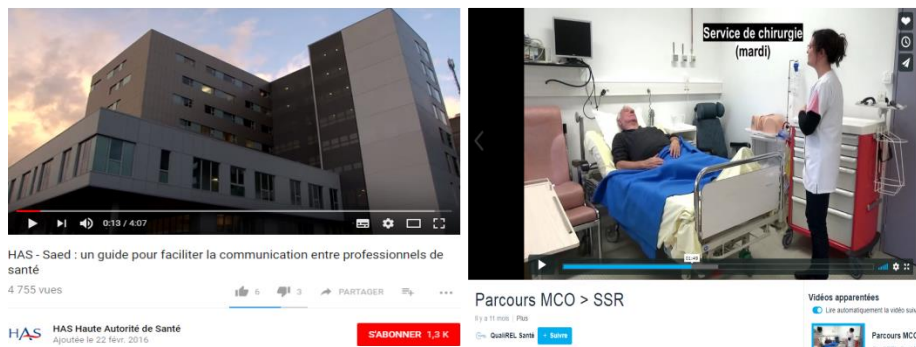 0:13 / 4:07
HAS - Saed : un guide pour faciliter la communication entre professionnels de
santé
4 755 vues
6
3
PARTAGER
HAS
HAS Haute Autorité de Santé
Ajoutée le 22 févr. 2016
S'ABONNER 1,3 K
Service de chirurgie
(mardi)
01:49
Parcours MCO > SSR
Il y a 11 mois | Plus
QualiREL Santé
+ Suivre
Vidéos apparentées
Lire automatiquement la vidéo suiv
Parcours MCO